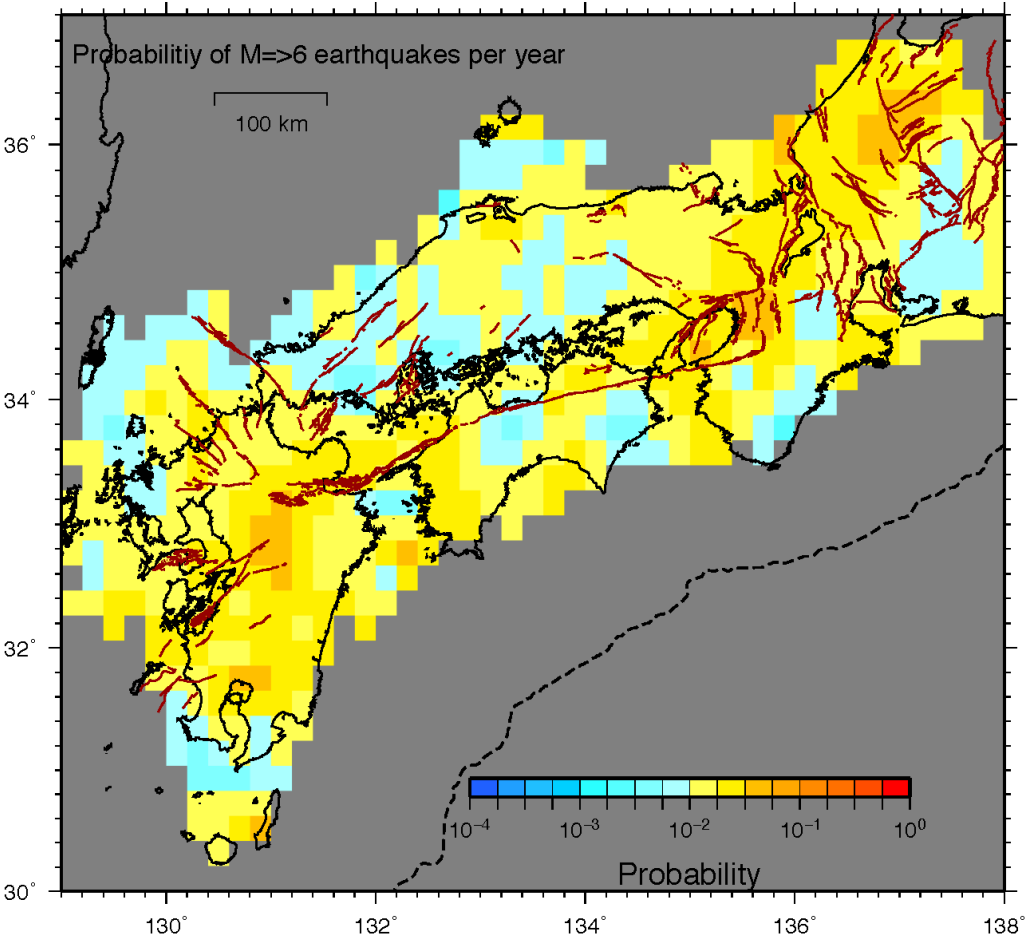 Probabilitiy of M=>6 earthquakes per year
100 km
36°
34°
32°
30°
10⁻⁴ 10⁻³ 10⁻² 10⁻¹ 10⁰
Probability
130° 132° 134° 136° 138°